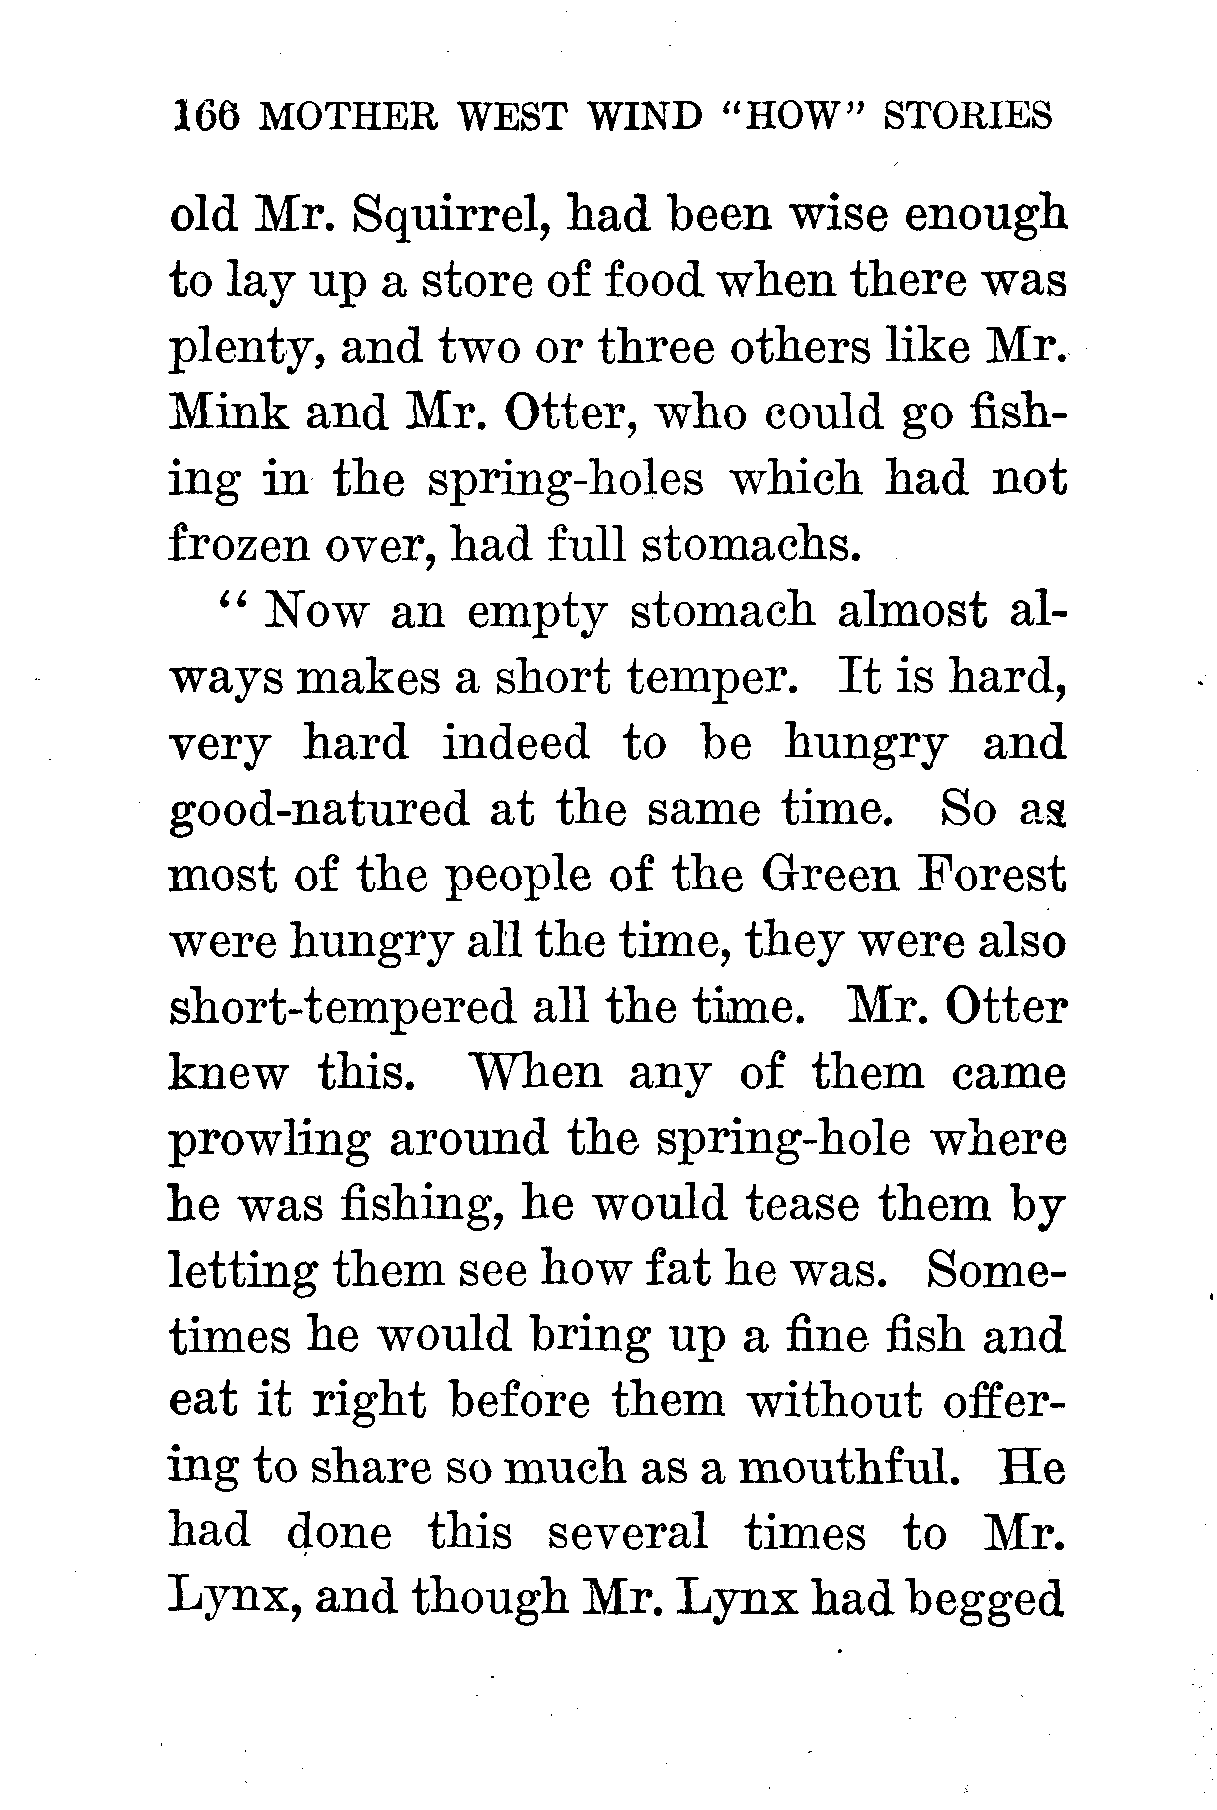 166 MOTHER WEST WIND "HOW" STORIES
old Mr. Squirrel, had been wise enough
to lay up a store of food when there was
plenty, and two or three others like Mr.
Mink and Mr. Otter, who could go fish-
ing in the spring-holes which had not
frozen over, had full stomachs.
" Now an empty stomach almost al-
ways makes a short temper. It is hard,
very hard indeed to be hungry and
good-natured at the same time. So as
most of the people of the Green Forest
were hungry all the time, they were also
short-tempered all the time. Mr. Otter
knew this. When any of them came
prowling around the spring-hole where
he was fishing, he would tease them by
letting them see how fat he was. Some-
times he would bring up a fine fish and
eat it right before them without offer-
ing to share so much as a mouthful. He
had done this several times to Mr.
Lynx, and though Mr. Lynx had begged